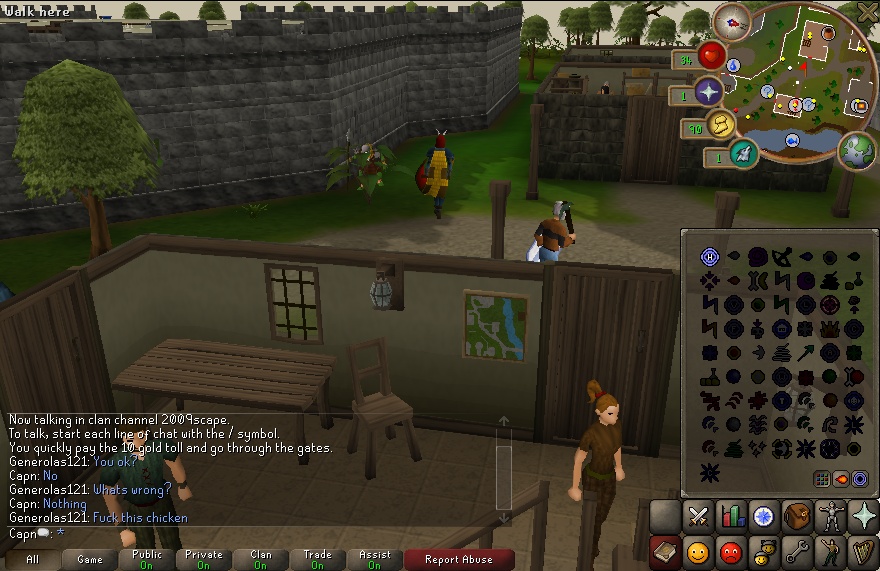 Walk here
34
1
90
1
H
Now talking in clan channel 2009scape.
To talk, start each line of chat with the / symbol.
You quickly pay the 10 gold toll and go through the gates.
Generolas121: You ok?
Capn: No
Generolas121: Whats wrong?
Capn: Nothing
Generolas121: Fuck this chicken
Capn: *
All
Game
Public
On
Private
On
Clan
On
Trade
On
Assist
On
Report Abuse